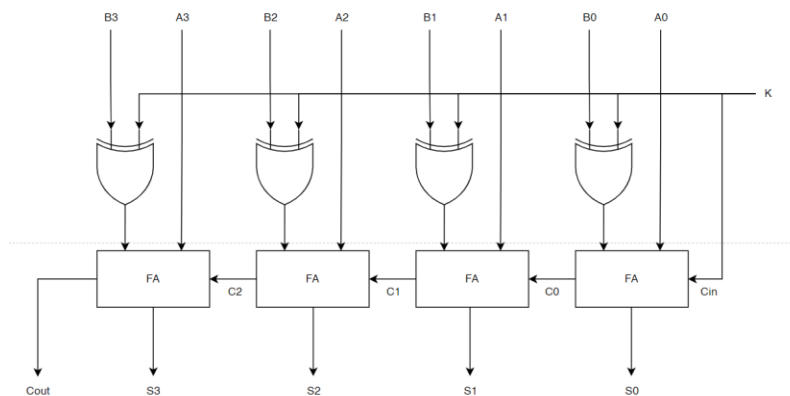 B3 A3 B2 A2 B1 A1 B0 A0
K
FA FA FA FA
C2 C1 C0 Cin
Cout S3 S2 S1 S0